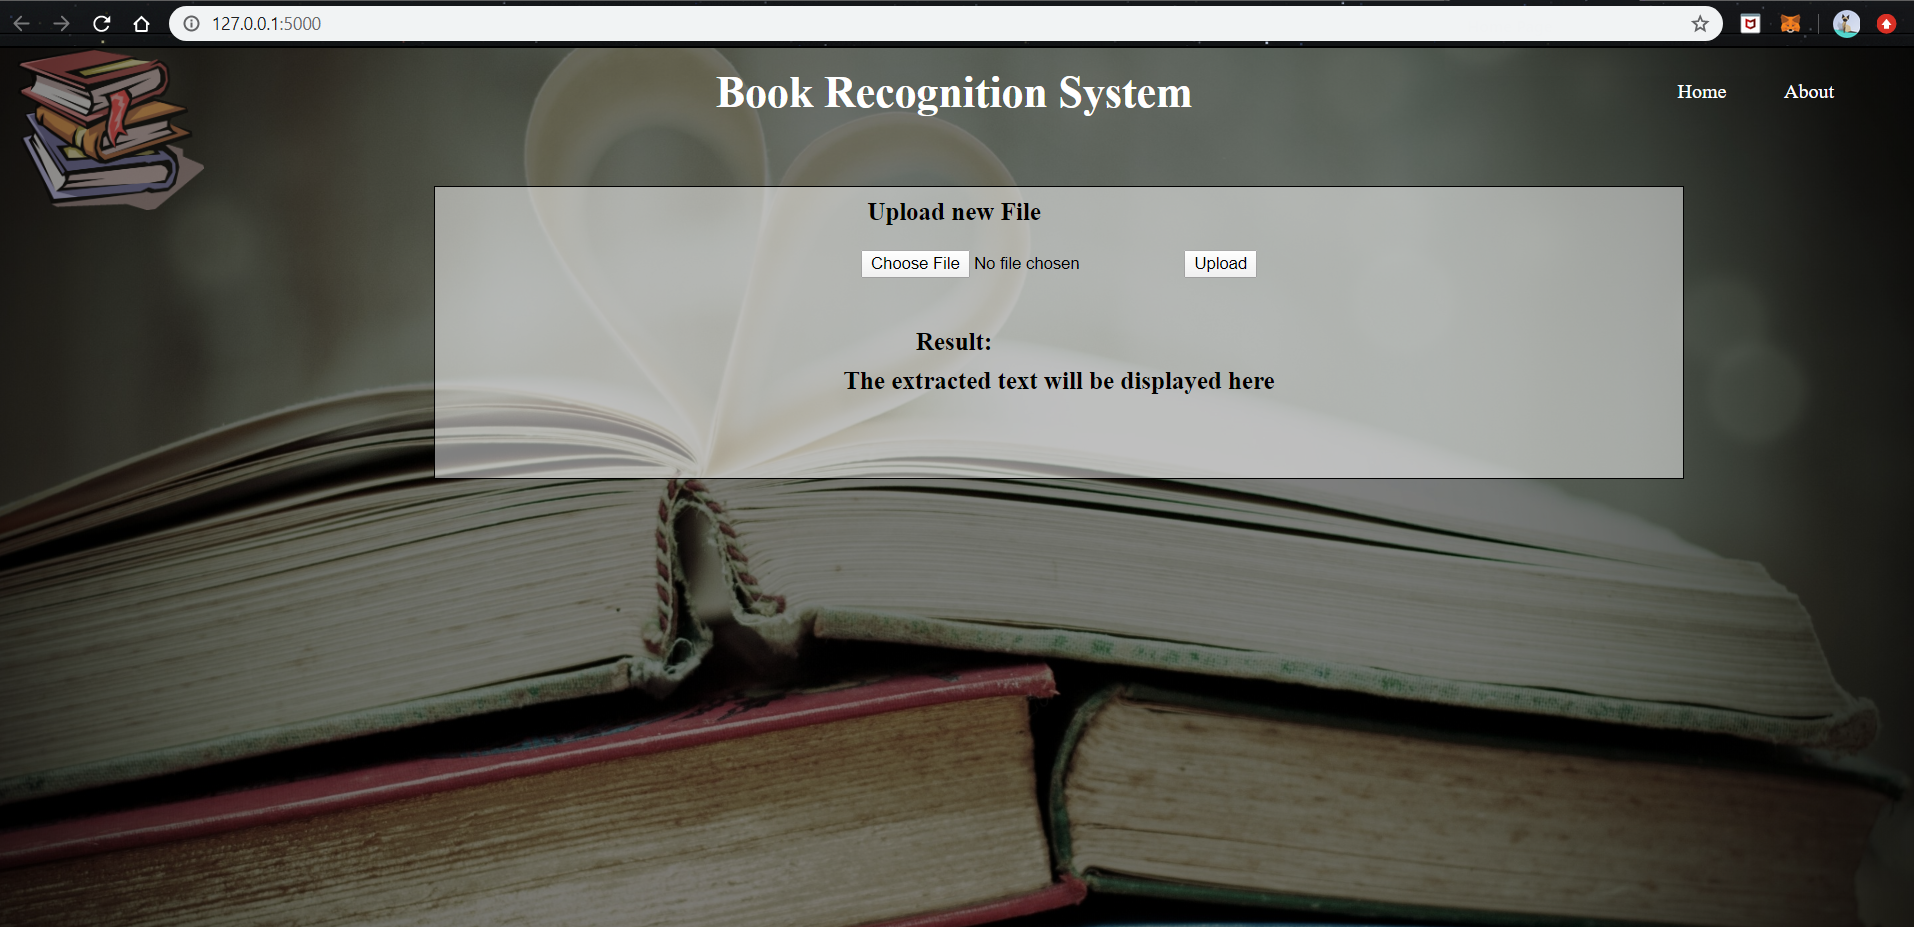 127.0.0.1:5000
Book Recognition System
Home About
Upload new File
Choose File No file chosen Upload
Result:
The extracted text will be displayed here